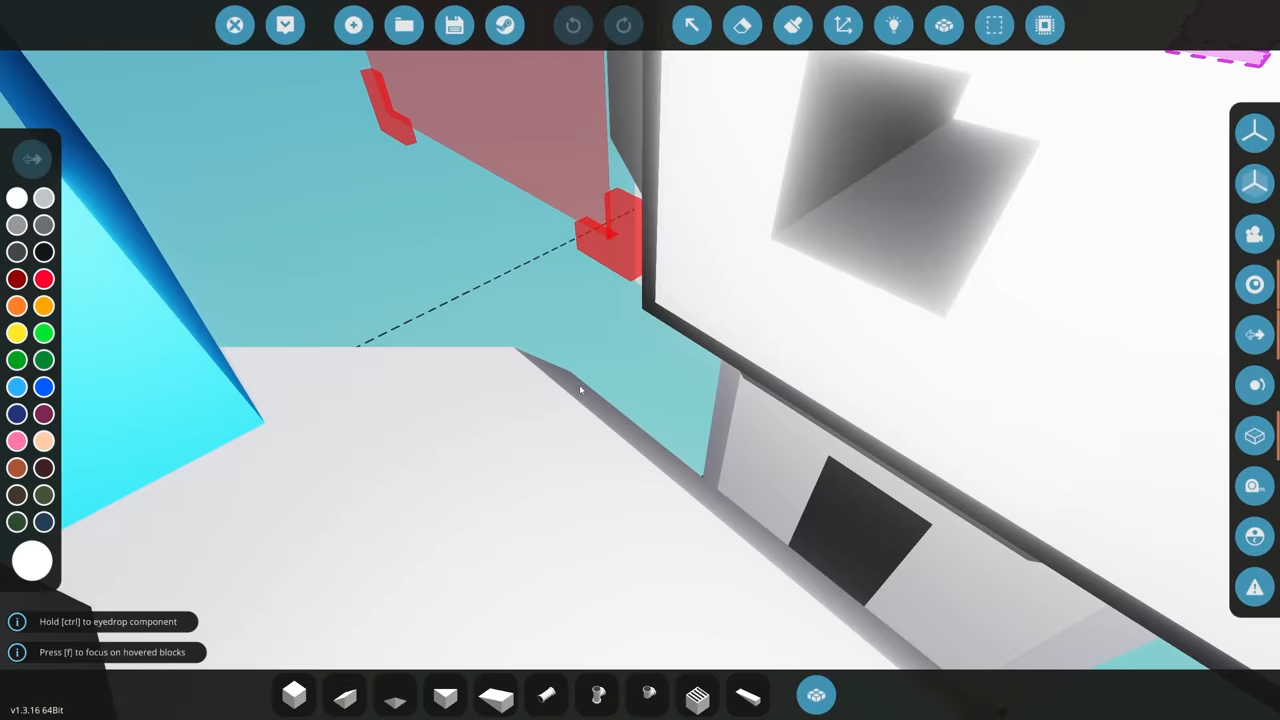 Hold [ctrl] to eyedrop component
Press [f] to focus on hovered blocks
v1.3.16 64Bit